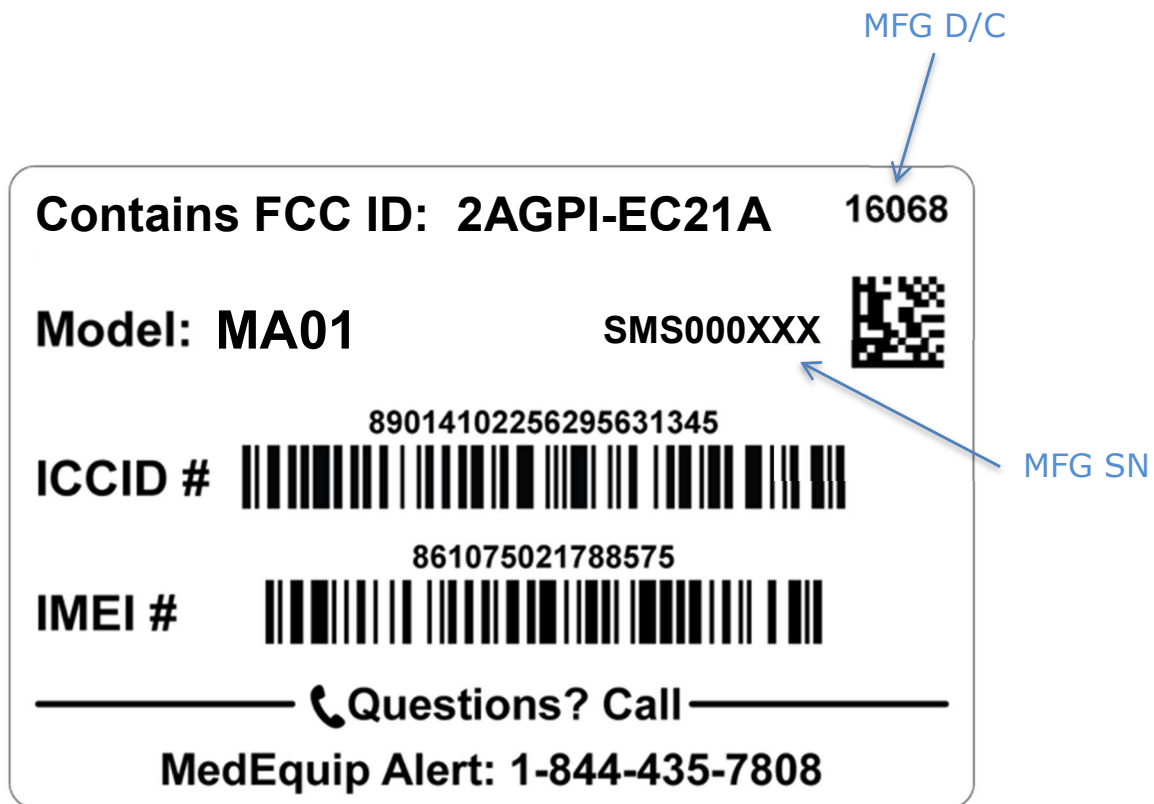 MFG D/C
Contains FCC ID: 2AGPI-EC21A 16068
Model: MA01 SMS000XXX
MFG SN
89014102256295631345
ICCID #
861075021788575
IMEI #
Questions? Call
MedEquip Alert: 1-844-435-7808